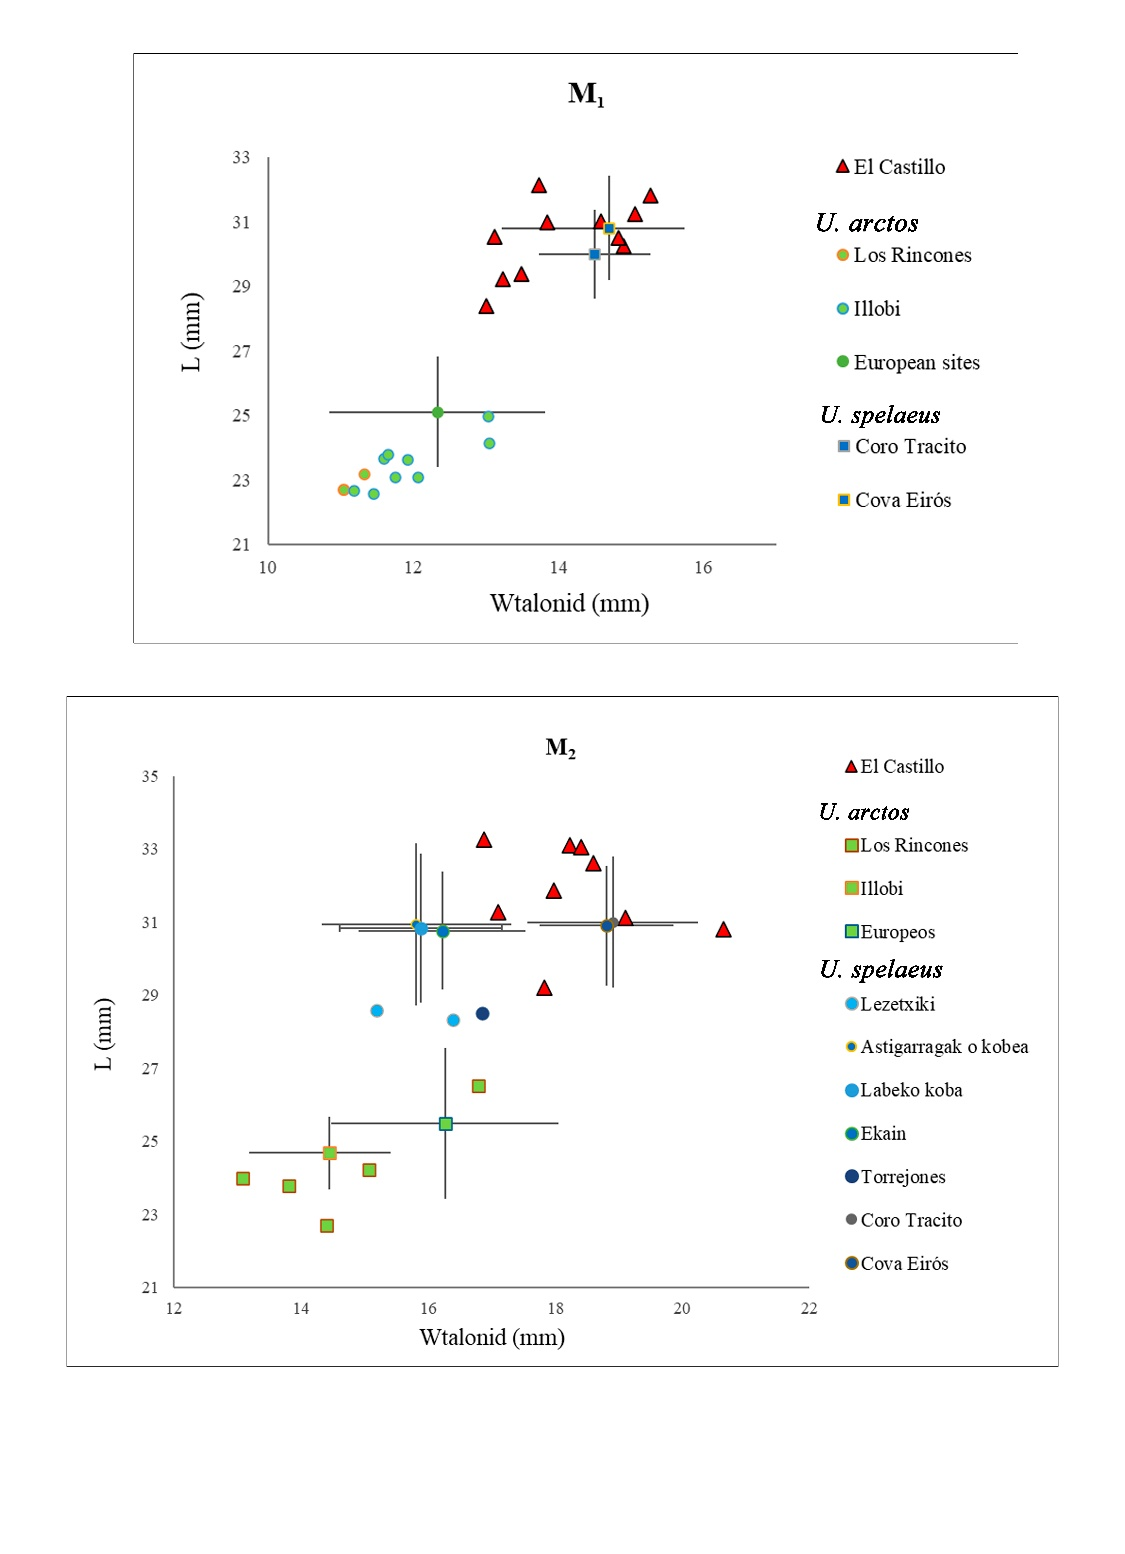 M1
33
31
29
27
25
23
21
L (mm)
10 12 14 16
Wtalonid (mm)
El Castillo
U. arctos
Los Rincones
Illobi
European sites
U. spelaeus
Coro Tracito
Cova Eirós
M2
35
33
31
29
27
25
23
21
L (mm)
12 14 16 18 20 22
Wtalonid (mm)
El Castillo
U. arctos
Los Rincones
Illobi
Europeos
U. spelaeus
Lezetxiki
Astigarragak o kobea
Labeko koba
Ekain
Torrejones
Coro Tracito
Cova Eirós